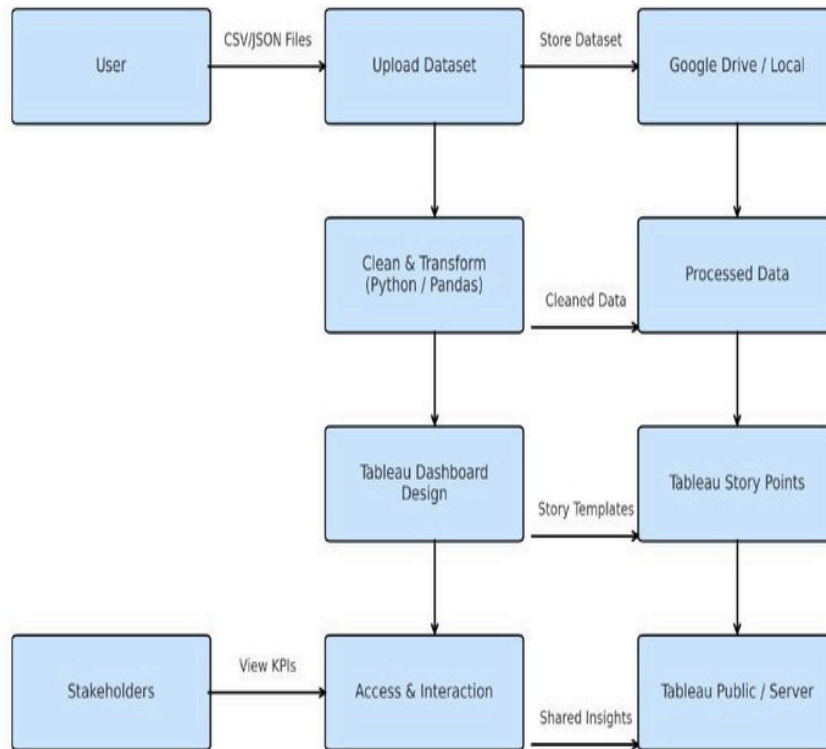 User
CSV/JSON Files
Upload Dataset
Store Dataset
Google Drive / Local
Clean & Transform
(Python / Pandas)
Cleaned Data
Processed Data
Tableau Dashboard
Design
Story Templates
Tableau Story Points
Stakeholders
View KPIs
Access & Interaction
Shared Insights
Tableau Public / Server